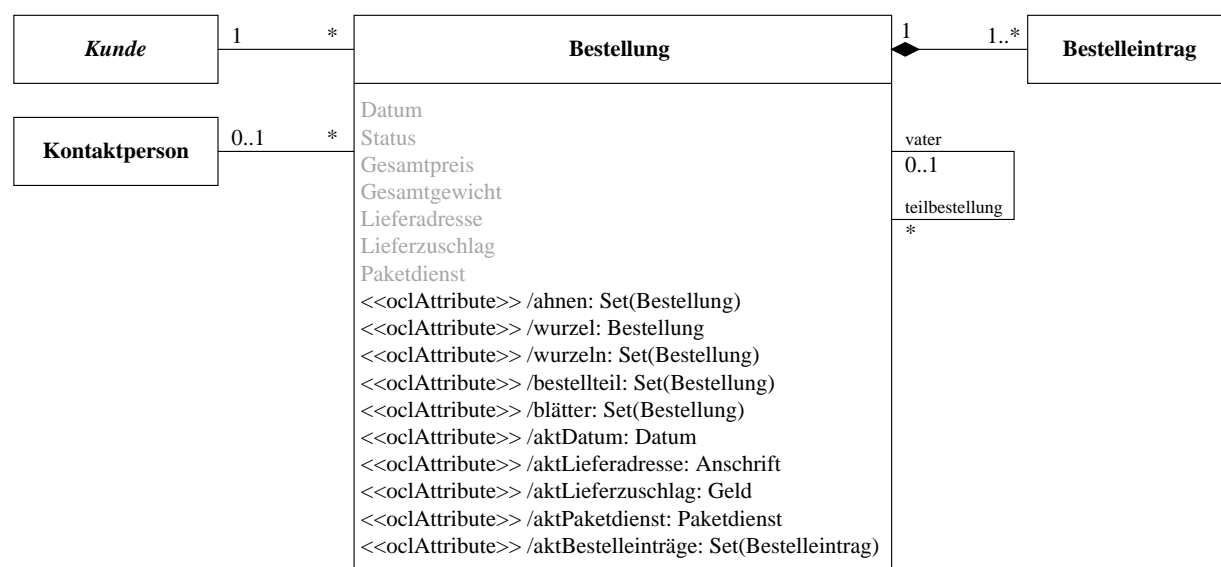 Kunde
1
*
Bestellung
1
1..*
Bestelleintrag
Kontaktperson
0..1
*
Datum
Status
Gesamtpreis
Gesamtgewicht
Lieferadresse
Lieferzuschlag
Paketdienst
<<oclAttribute>> /ahnen: Set(Bestellung)
<<oclAttribute>> /wurzel: Bestellung
<<oclAttribute>> /wurzeln: Set(Bestellung)
<<oclAttribute>> /bestellteil: Set(Bestellung)
<<oclAttribute>> /blätter: Set(Bestellung)
<<oclAttribute>> /aktDatum: Datum
<<oclAttribute>> /aktLieferadresse: Anschrift
<<oclAttribute>> /aktLieferzuschlag: Geld
<<oclAttribute>> /aktPaketdienst: Paketdienst
<<oclAttribute>> /aktBestelleinträge: Set(Bestelleintrag)
vater
0..1
teilbestellung
*